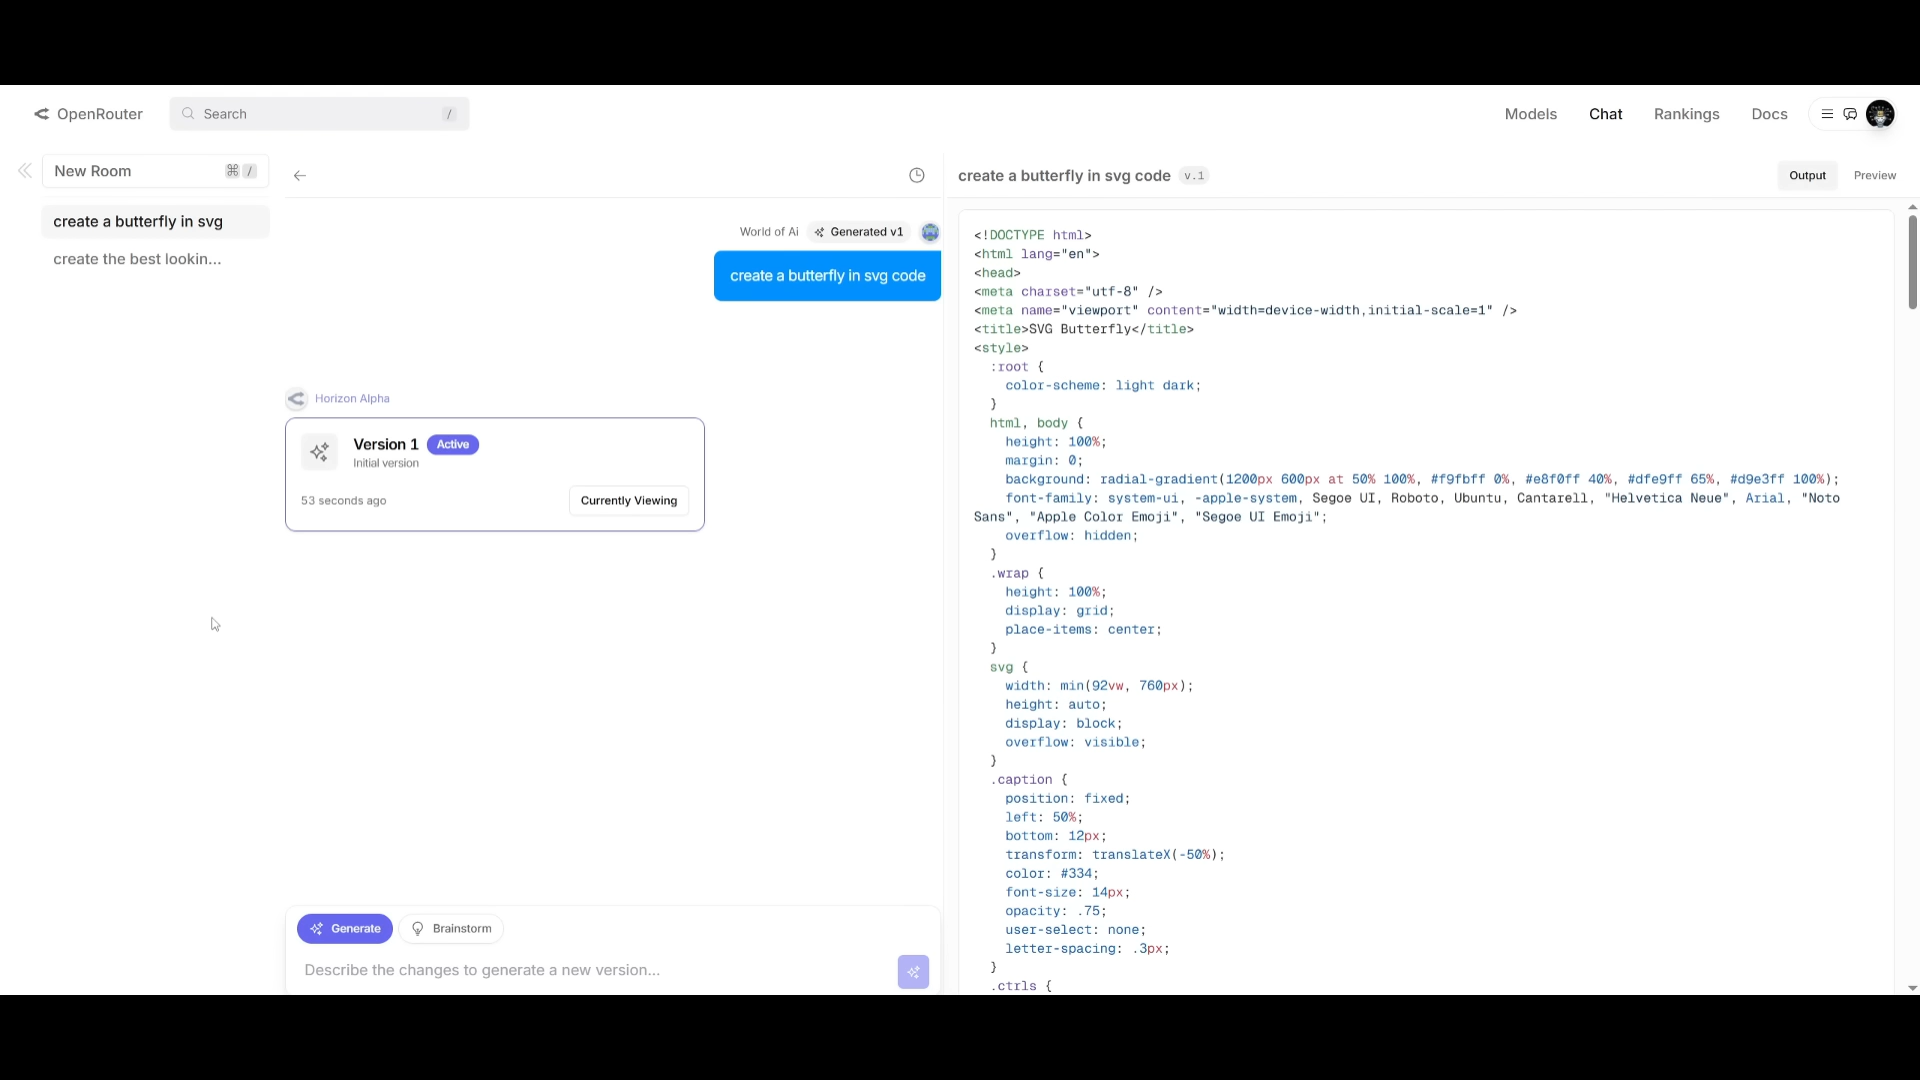 OpenRouter
Search /
Models Chat Rankings Docs
New Room ⌘ /
create a butterfly in svg
create the best lookin...
World of Ai Generated v1
create a butterfly in svg code
Horizon Alpha
Version 1 Active
Initial version
53 seconds ago Currently Viewing
Generate Brainstorm
Describe the changes to generate a new version...
create a butterfly in svg code v.1 Output Preview
<!DOCTYPE html>
<html lang="en">
<head>
<meta charset="utf-8" />
<meta name="viewport" content="width=device-width,initial-scale=1" />
<title>SVG Butterfly</title>
<style>
  :root {
    color-scheme: light dark;
  }
  html, body {
    height: 100%;
    margin: 0;
    background: radial-gradient(1200px 600px at 50% 100%, #f9fbff 0%, #e8f0ff 40%, #dfe9ff 65%, #d9e3ff 100%);
    font-family: system-ui, -apple-system, Segoe UI, Roboto, Ubuntu, Cantarell, "Helvetica Neue", Arial, "Noto
Sans", "Apple Color Emoji", "Segoe UI Emoji";
    overflow: hidden;
  }
  .wrap {
    height: 100%;
    display: grid;
    place-items: center;
  }
  svg {
    width: min(92vw, 760px);
    height: auto;
    display: block;
    overflow: visible;
  }
  .caption {
    position: fixed;
    left: 50%;
    bottom: 12px;
    transform: translateX(-50%);
    color: #334;
    font-size: 14px;
    opacity: .75;
    user-select: none;
    letter-spacing: .3px;
  }
  .ctrls {